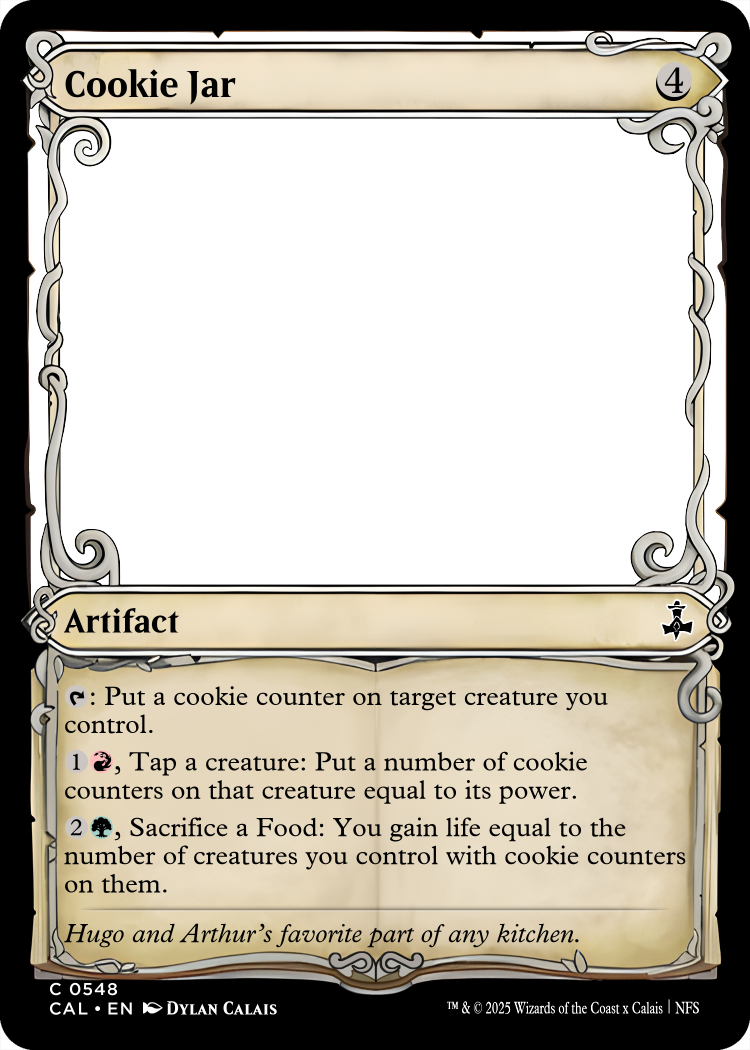 Cookie Jar 4
Artifact
: Put a cookie counter on target creature you
control.
1, Tap a creature: Put a number of cookie
counters on that creature equal to its power.
2, Sacrifice a Food: You gain life equal to the
number of creatures you control with cookie counters
on them.
Hugo and Arthur's favorite part of any kitchen.
C 0548
CAL • EN DYLAN CALAIS ™ & © 2025 Wizards of the Coast x Calais | NFS